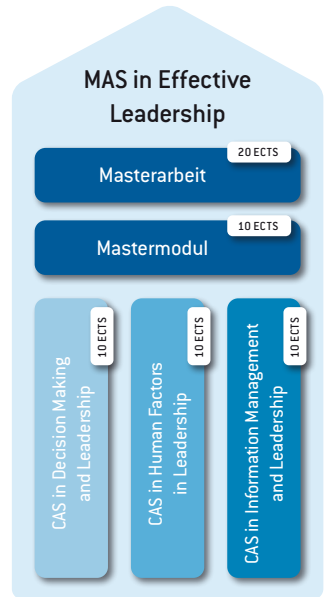 MAS in Effective
Leadership
20 ECTS
Masterarbeit
10 ECTS
Mastermodul
10 ECTS
CAS in Decision Making
and Leadership
10 ECTS
CAS in Human Factors
in Leadership
10 ECTS
CAS in Information Management
and Leadership